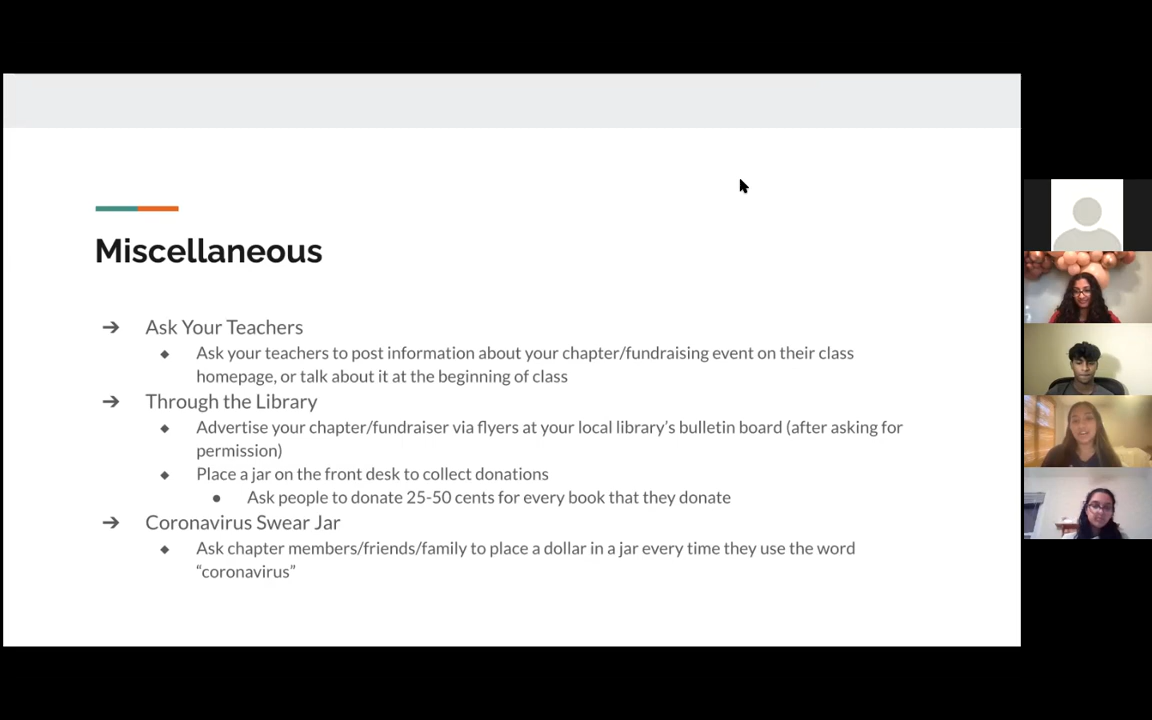 Miscellaneous
➔ Ask Your Teachers
◆ Ask your teachers to post information about your chapter/fundraising event on their class
homepage, or talk about it at the beginning of class
➔ Through the Library
◆ Advertise your chapter/fundraiser via flyers at your local library’s bulletin board (after asking for
permission)
◆ Place a jar on the front desk to collect donations
● Ask people to donate 25-50 cents for every book that they donate
➔ Coronavirus Swear Jar
◆ Ask chapter members/friends/family to place a dollar in a jar every time they use the word
“coronavirus”